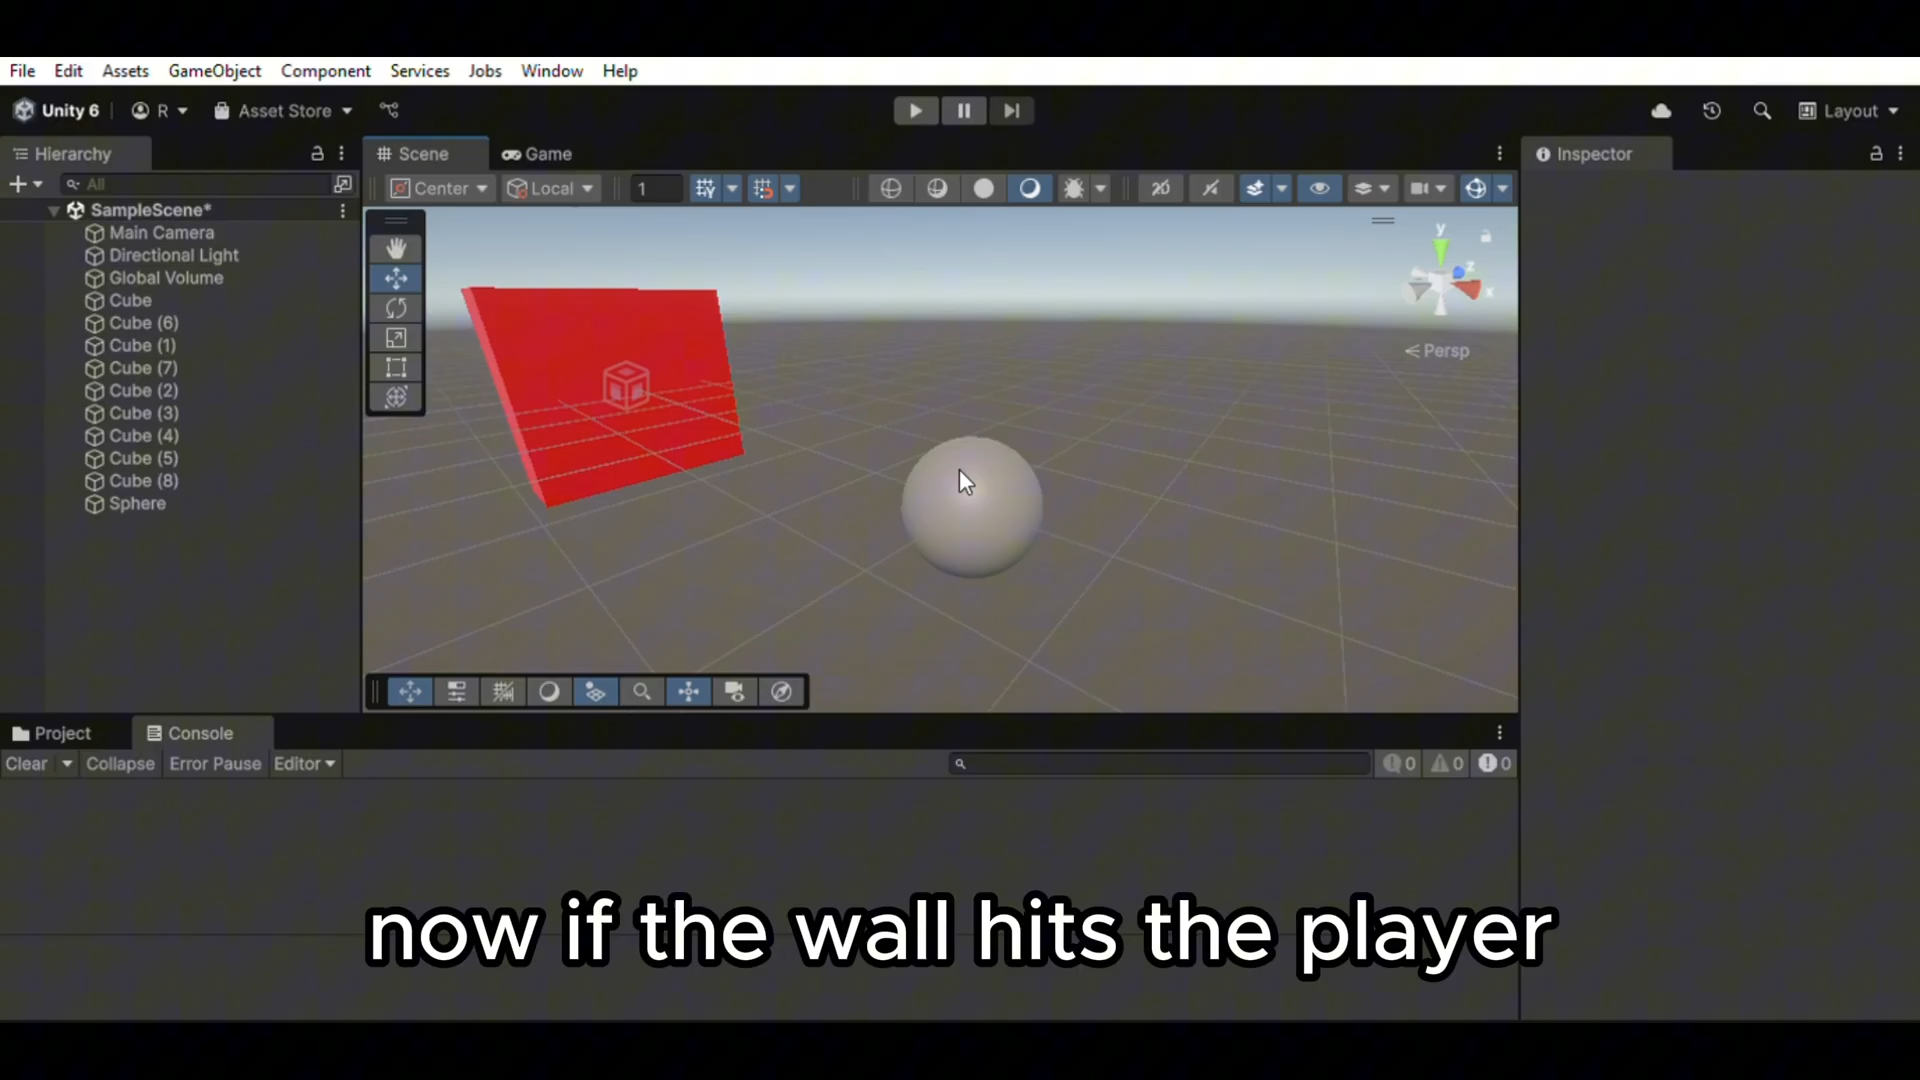 File Edit Assets GameObject Component Services Jobs Window Help
Unity 6 R Asset Store Layout
Hierarchy Scene Game Inspector
All Center Local 1 2D
SampleScene*
Main Camera
Directional Light
Global Volume
Cube
Cube (6)
Cube (1)
Cube (7)
Cube (2)
Cube (3)
Cube (4)
Cube (5)
Cube (8)
Sphere
y
z
x
Persp
Project Console
Clear Collapse Error Pause Editor 0 0 0
now if the wall hits the player